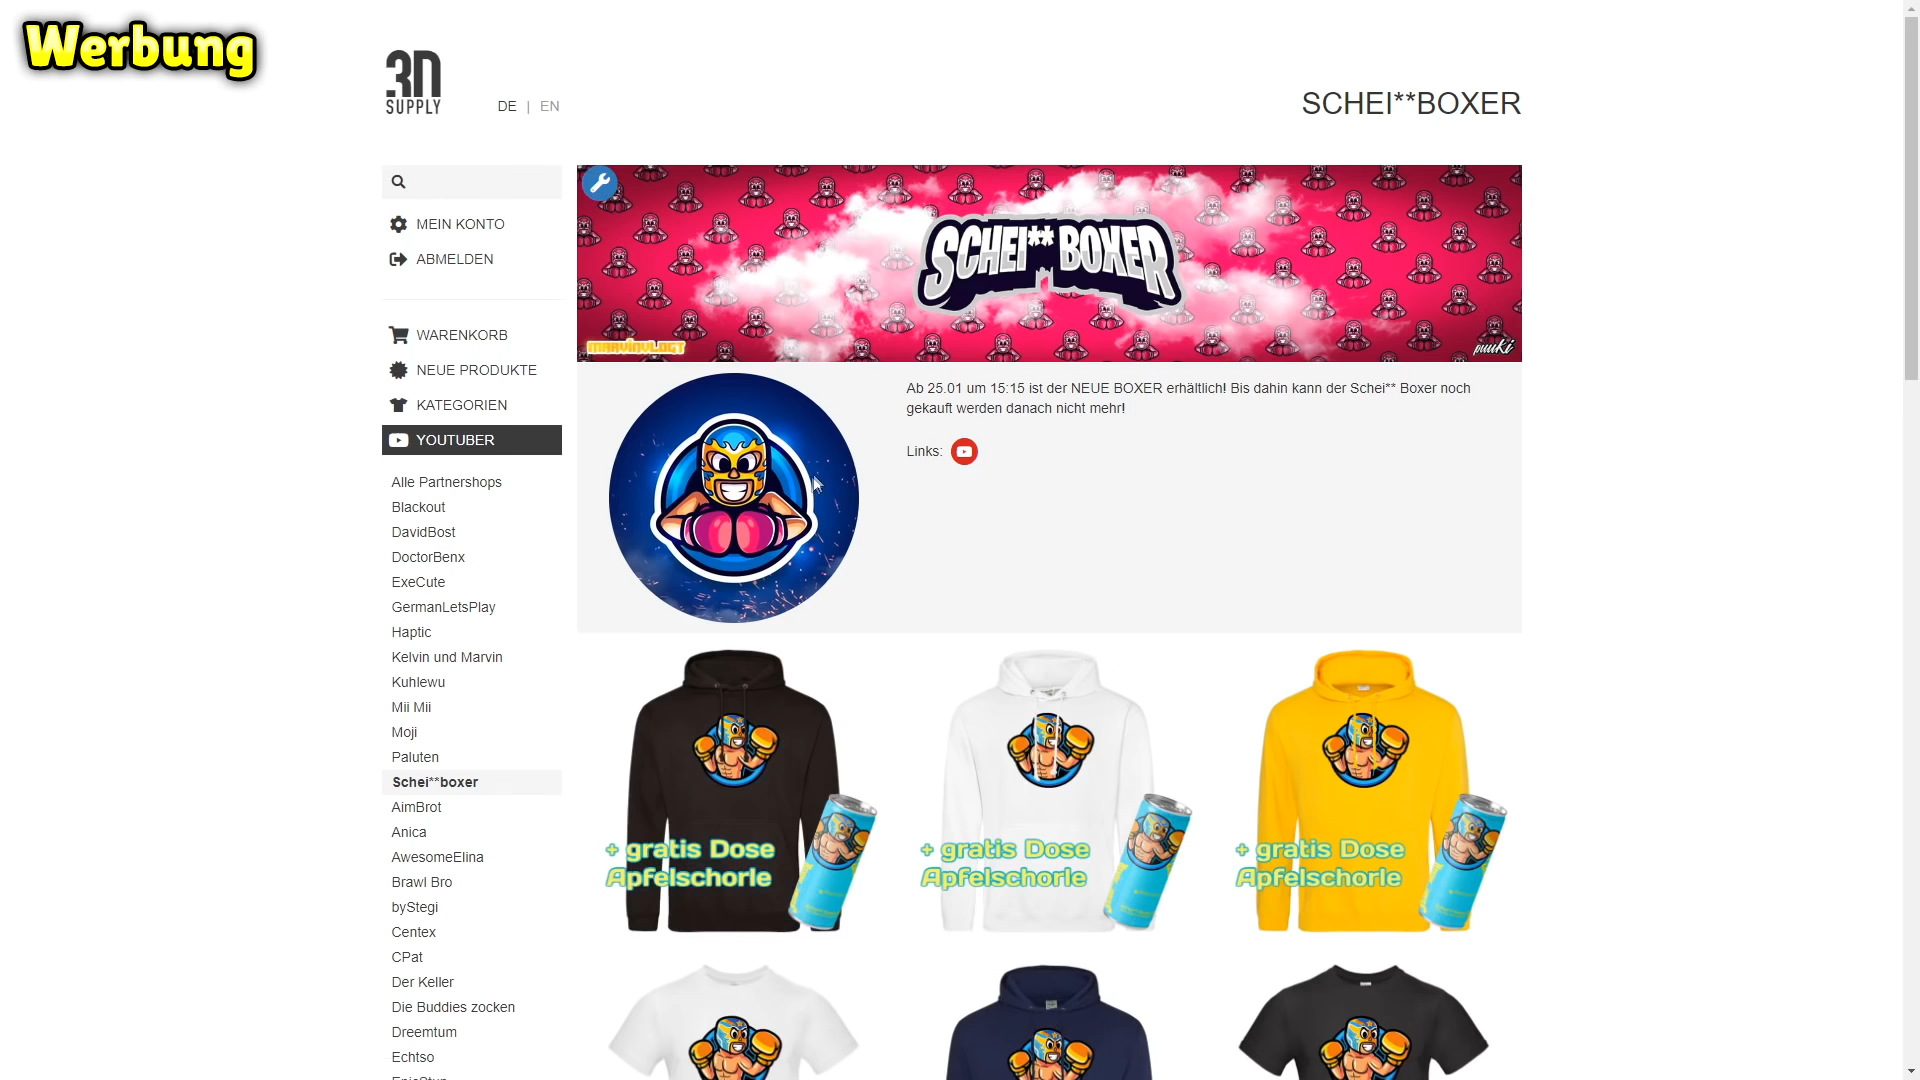 Werbung
3D
SUPPLY
DE | EN
SCHEI**BOXER
MEIN KONTO
ABMELDEN
WARENKORB
NEUE PRODUKTE
KATEGORIEN
YOUTUBER
Alle Partnershops
Blackout
DavidBost
DoctorBenx
ExeCute
GermanLetsPlay
Haptic
Kelvin und Marvin
Kuhlewu
Mii Mii
Moji
Paluten
Schei**boxer
AimBrot
Anica
AwesomeElina
Brawl Bro
byStegi
Centex
CPat
Der Keller
Die Buddies zocken
Dreemtum
Echtso
SCHEI** BOXER
MARVINVLOGT
puuki
Ab 25.01 um 15:15 ist der NEUE BOXER erhältlich! Bis dahin kann der Schei** Boxer noch
gekauft werden danach nicht mehr!
Links:
+ gratis Dose
Apfelschorle
+ gratis Dose
Apfelschorle
+ gratis Dose
Apfelschorle